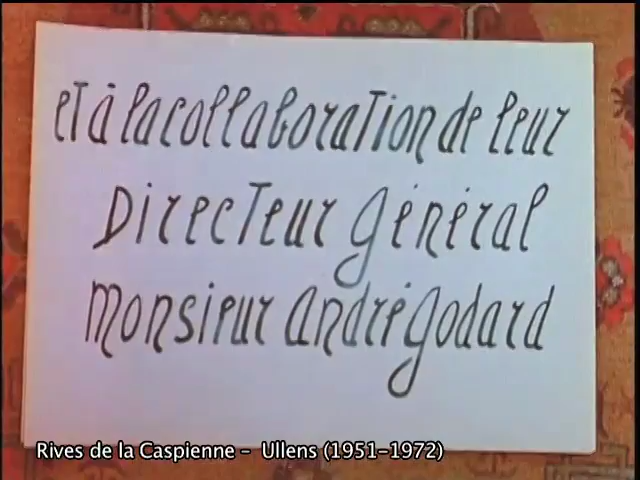 et à la collaboration de leur
Directeur Général
Monsieur André Godard
Rives de la Caspienne - Ullens (1951-1972)